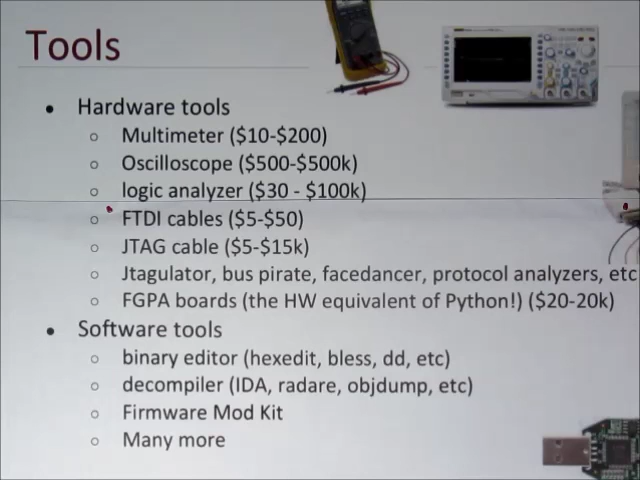 Tools
● Hardware tools
○ Multimeter ($10-$200)
○ Oscilloscope ($500-$500k)
○ logic analyzer ($30 - $100k)
○ FTDI cables ($5-$50)
○ JTAG cable ($5-$15k)
○ Jtagulator, bus pirate, facedancer, protocol analyzers, etc
○ FGPA boards (the HW equivalent of Python!) ($20-20k)
● Software tools
○ binary editor (hexedit, bless, dd, etc)
○ decompiler (IDA, radare, objdump, etc)
○ Firmware Mod Kit
○ Many more